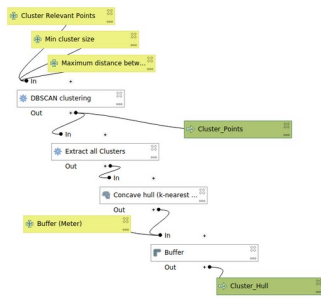 Cluster Relevant Points
Min cluster size
Maximum distance betw...
In
+
DBSCAN clustering
Out
+
Cluster_Points
In
+
Extract all Clusters
Out
+
In
+
Concave hull (k-nearest ...
Out
+
Buffer (Meter)
In
+
Buffer
Out
+
Cluster_Hull